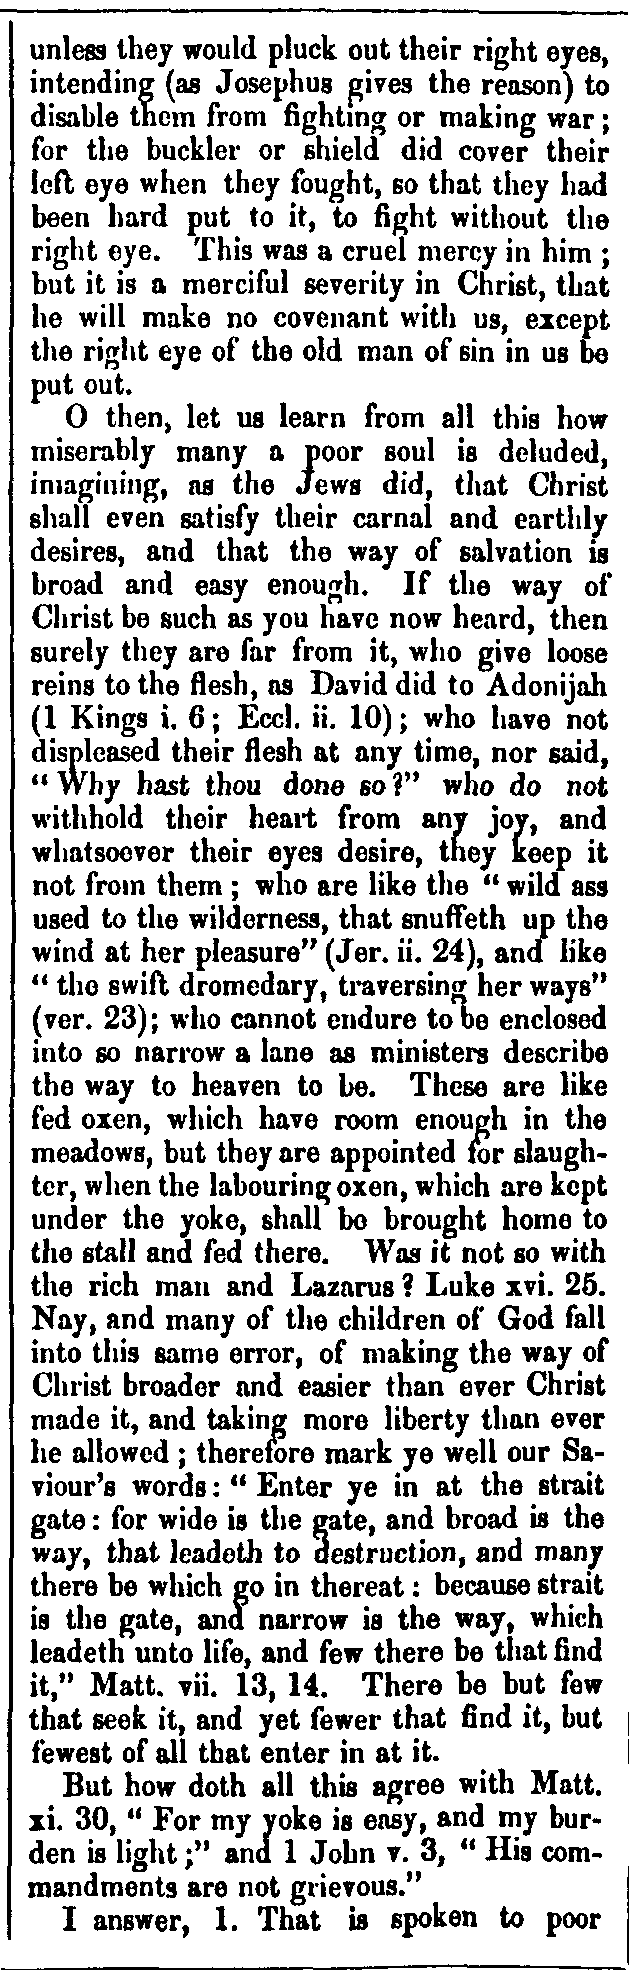 unless they would pluck out their right eyes,
intending (as Josephus gives the reason) to
disable them from fighting or making war;
for the buckler or shield did cover their
left eye when they fought, so that they had
been hard put to it, to fight without the
right eye. This was a cruel mercy in him;
but it is a merciful severity in Christ, that
he will make no covenant with us, except
the right eye of the old man of sin in us be
put out.
O then, let us learn from all this how
miserably many a poor soul is deluded,
imagining, as the Jews did, that Christ
shall even satisfy their carnal and earthly
desires, and that the way of salvation is
broad and easy enough. If the way of
Christ be such as you have now heard, then
surely they are far from it, who give loose
reins to the flesh, as David did to Adonijah
(1 Kings i. 6; Eccl. ii. 10); who have not
displeased their flesh at any time, nor said,
"Why hast thou done so?" who do not
withhold their heart from any joy, and
whatsoever their eyes desire, they keep it
not from them; who are like the "wild ass
used to the wilderness, that snuffeth up the
wind at her pleasure" (Jer. ii. 24), and like
"the swift dromedary, traversing her ways"
(ver. 23); who cannot endure to be enclosed
into so narrow a lane as ministers describe
the way to heaven to be. These are like
fed oxen, which have room enough in the
meadows, but they are appointed for slaugh-
ter, when the labouring oxen, which are kept
under the yoke, shall be brought home to
the stall and fed there. Was it not so with
the rich man and Lazarus? Luke xvi. 25.
Nay, and many of the children of God fall
into this same error, of making the way of
Christ broader and easier than ever Christ
made it, and taking more liberty than ever
he allowed; therefore mark ye well our Sa-
viour's words: "Enter ye in at the strait
gate: for wide is the gate, and broad is the
way, that leadeth to destruction, and many
there be which go in thereat: because strait
is the gate, and narrow is the way, which
leadeth unto life, and few there be that find
it," Matt. vii. 13, 14. There be but few
that seek it, and yet fewer that find it, but
fewest of all that enter in at it.
But how doth all this agree with Matt.
xi. 30, "For my yoke is easy, and my bur-
den is light;" and 1 John v. 3, "His com-
mandments are not grievous."
I answer, 1. That is spoken to poor